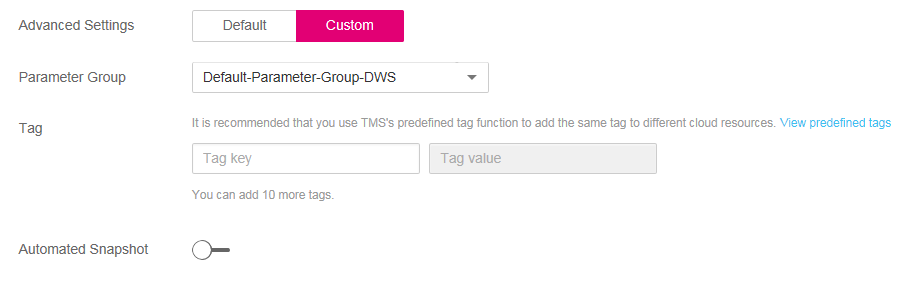 Advanced Settings Default Custom
Parameter Group Default-Parameter-Group-DWS
Tag It is recommended that you use TMS's predefined tag function to add the same tag to different cloud resources. View predefined tags
Tag key Tag value
You can add 10 more tags.
Automated Snapshot